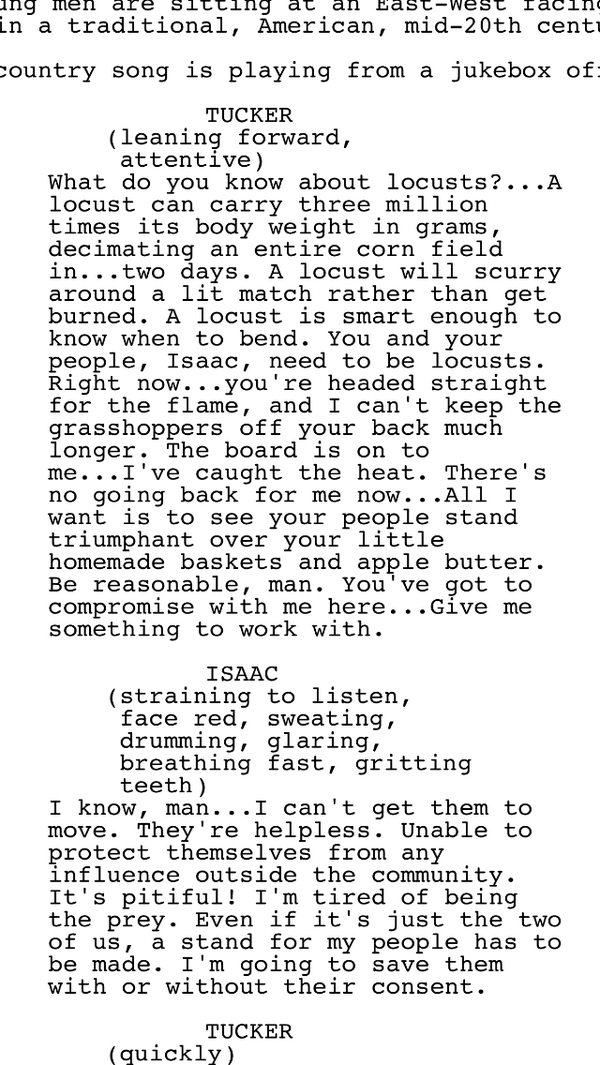 ung men are sitting at an East-West facing
in a traditional, American, mid-20th centu
country song is playing from a jukebox off
TUCKER
(leaning forward,
attentive)
What do you know about locusts?...A
locust can carry three million
times its body weight in grams,
decimating an entire corn field
in...two days. A locust will scurry
around a lit match rather than get
burned. A locust is smart enough to
know when to bend. You and your
people, Isaac, need to be locusts.
Right now...you're headed straight
for the flame, and I can't keep the
grasshoppers off your back much
longer. The board is on to
me...I've caught the heat. There's
no going back for me now...All I
want is to see your people stand
triumphant over your little
homemade baskets and apple butter.
Be reasonable, man. You've got to
compromise with me here...Give me
something to work with.
ISAAC
(straining to listen,
face red, sweating,
drumming, glaring,
breathing fast, gritting
teeth)
I know, man...I can't get them to
move. They're helpless. Unable to
protect themselves from any
influence outside the community.
It's pitiful! I'm tired of being
the prey. Even if it's just the two
of us, a stand for my people has to
be made. I'm going to save them
with or without their consent.
TUCKER
(quickly)